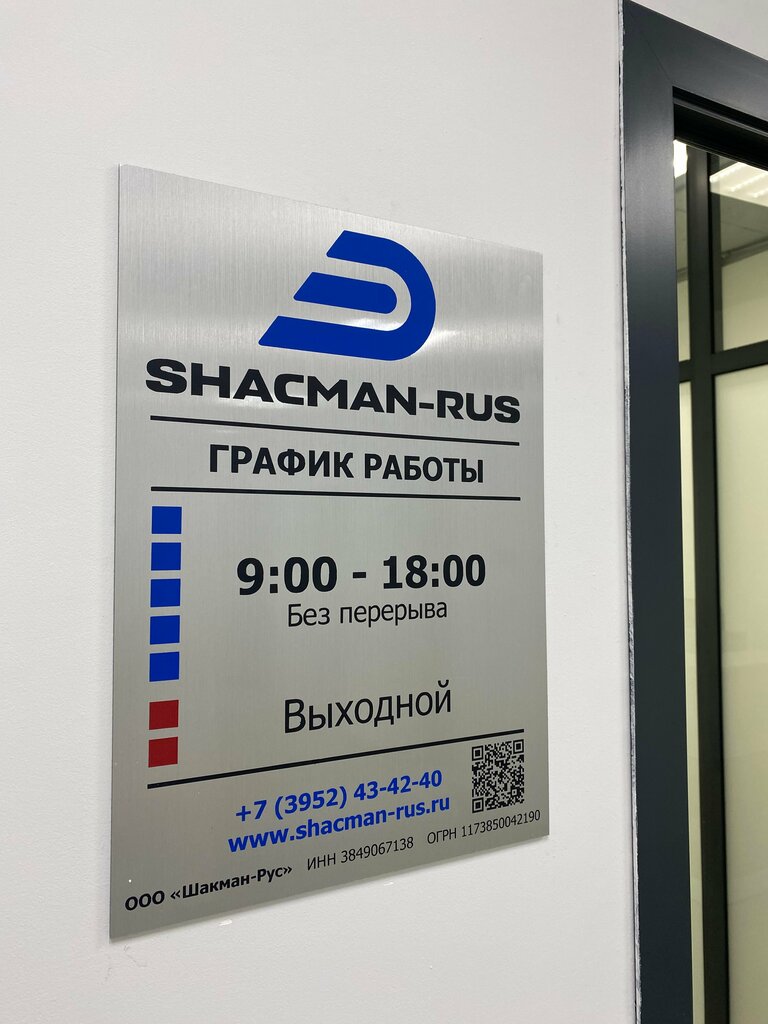 SHACMAN-RUS
ГРАФИК РАБОТЫ
9:00 - 18:00
Без перерыва
Выходной
+7 (3952) 43-42-40
www.shacman-rus.ru
ООО «Шакман-Рус» ИНН 3849067138 ОГРН 1173850042190